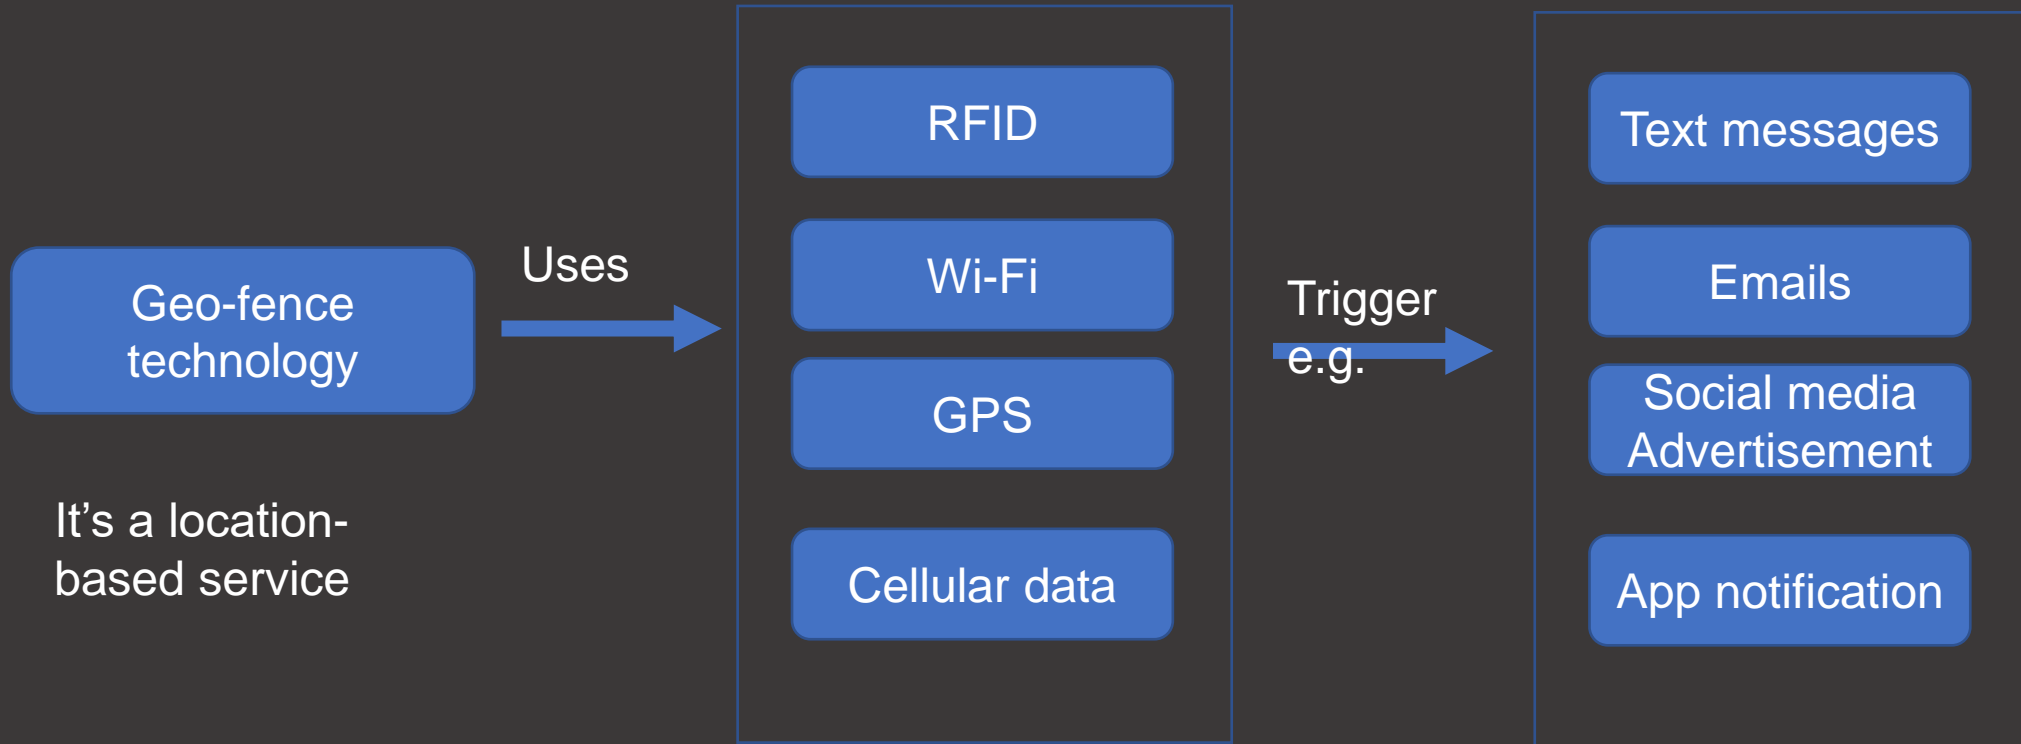 Geo-fence
technology
It’s a location-
based service
Uses
RFID
Wi-Fi
GPS
Cellular data
Trigger
e.g.
Text messages
Emails
Social media
Advertisement
App notification